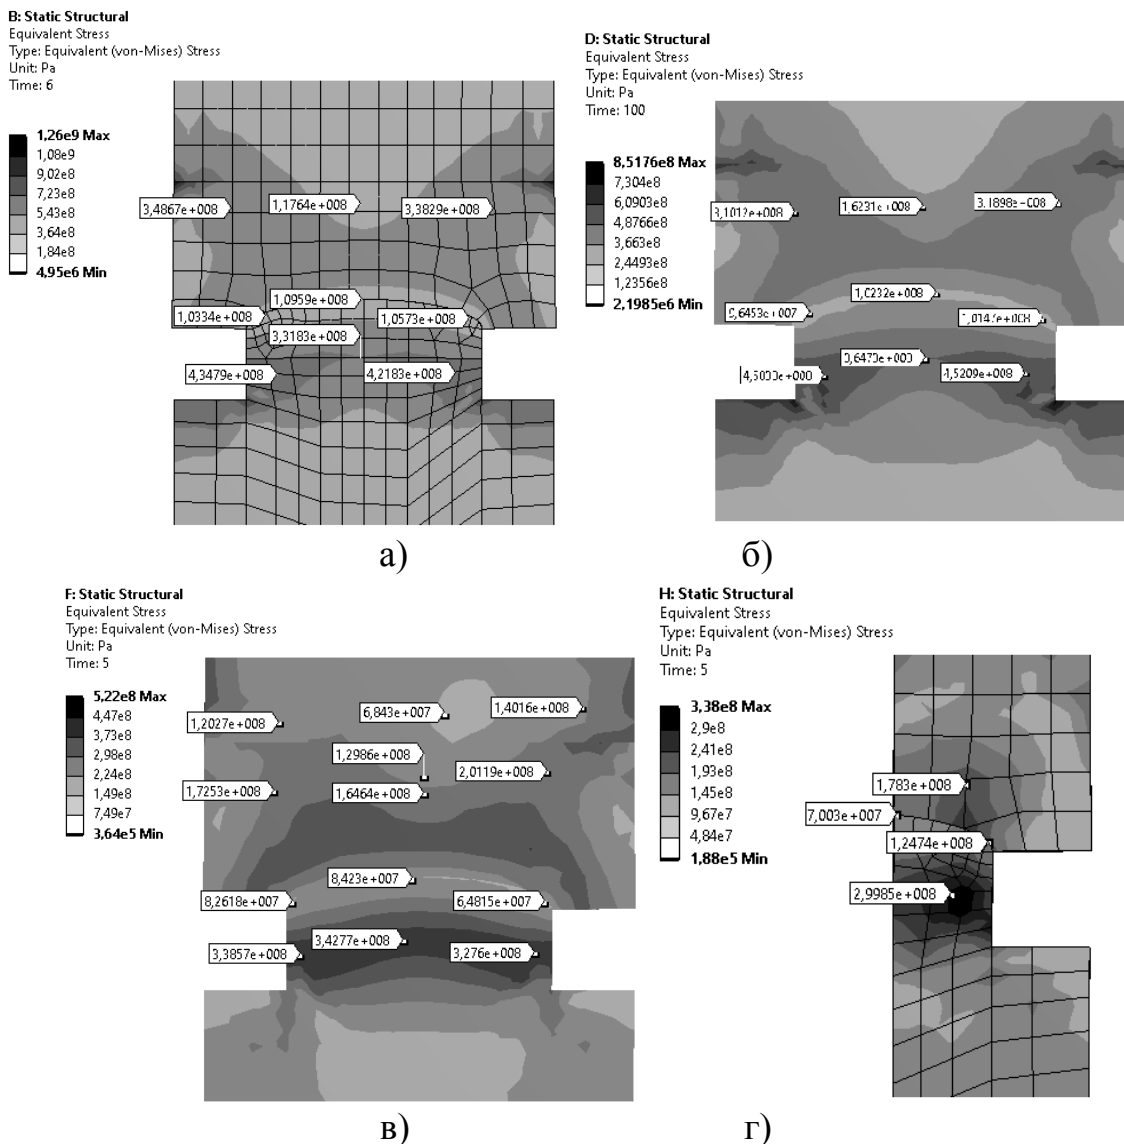 B: Static Structural
Equivalent Stress
Type: Equivalent (von-Mises) Stress
Unit: Pa
Time: 6
1,26e9 Max
1,08e9
9,02e8
7,23e8
5,43e8
3,64e8
1,84e8
4,95e6 Min
3,4867e+008
1,1764e+008
3,3829e+008
1,0959e+008
1,0334e+008
1,0573e+008
3,3183e+008
4,3479e+008
4,2183e+008
а)
D: Static Structural
Equivalent Stress
Type: Equivalent (von-Mises) Stress
Unit: Pa
Time: 100
8,5176e8 Max
7,304e8
6,0903e8
4,8766e8
3,663e8
2,4493e8
1,2356e8
2,1985e6 Min
1,6231e+008
1,0232e+008
4,5209e+008
б)
F: Static Structural
Equivalent Stress
Type: Equivalent (von-Mises) Stress
Unit: Pa
Time: 5
5,22e8 Max
4,47e8
3,73e8
2,98e8
2,24e8
1,49e8
7,49e7
3,64e5 Min
1,2027e+008
6,843e+007
1,4016e+008
1,2986e+008
2,0119e+008
1,7253e+008
1,6464e+008
8,423e+007
8,2618e+007
6,4815e+007
3,4277e+008
3,3857e+008
3,276e+008
в)
H: Static Structural
Equivalent Stress
Type: Equivalent (von-Mises) Stress
Unit: Pa
Time: 5
3,38e8 Max
2,9e8
2,41e8
1,93e8
1,45e8
9,67e7
4,84e7
1,88e5 Min
1,783e+008
7,003e+007
1,2474e+008
2,9985e+008
г)